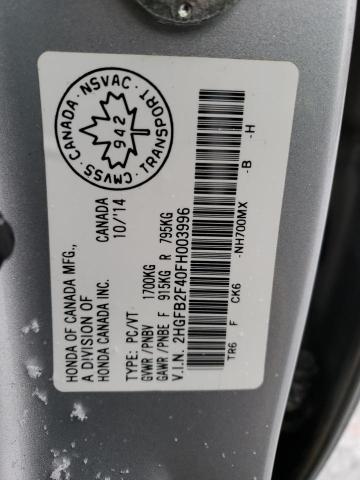 HONDA OF CANADA MFG.,
A DIVISION OF
HONDA CANADA INC.
CANADA
10/'14
CANADA · NSVAC · TRANSPORT · CMVSS
942
TYPE: PC/VT
GVWR/PNBV 1700KG
GAWR/PNBE F 915KG R 795KG
V.I.N. 2HGFB2F40FH003996
TR6 F CK6 -NH700MX -B -H